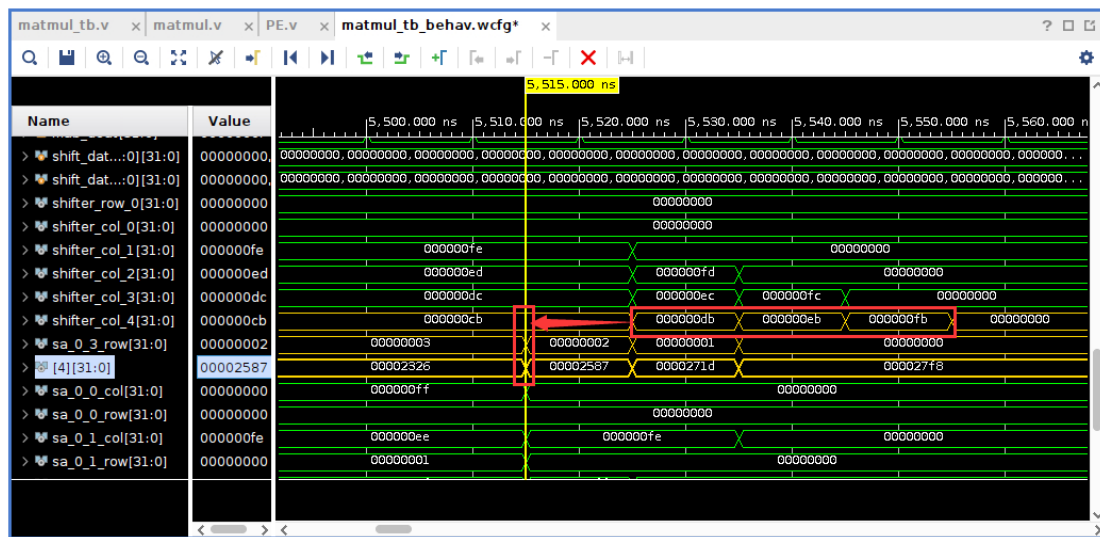 matmul_tb.v × matmul.v × PE.v × matmul_tb_behav.wcfg* × ?
5,515.000 ns
Name Value 5,500.000 ns 5,510.000 ns 5,520.000 ns 5,530.000 ns 5,540.000 ns 5,550.000 ns 5,560.000 n
shift_dat...:0][31:0] 00000000, 00000000,00000000,00000000,00000000,00000000,00000000,00000000,00000000,00000000,00000000,00000000,000000...
shift_dat...:0][31:0] 00000000, 00000000,00000000,00000000,00000000,00000000,00000000,00000000,00000000,00000000,00000000,00000000,000000...
shifter_row_0[31:0] 00000000 00000000
shifter_col_0[31:0] 00000000 00000000
shifter_col_1[31:0] 000000fe 000000fe 00000000
shifter_col_2[31:0] 000000ed 000000ed 000000fd 00000000
shifter_col_3[31:0] 000000dc 000000dc 000000ec 000000fc 00000000
shifter_col_4[31:0] 000000cb 000000cb 000000db 000000eb 000000fb 00000000
sa_0_3_row[31:0] 00000002 00000003 00000002 00000001 00000000
[4][31:0] 00002587 00002326 00002587 0000271d 000027f8
sa_0_0_col[31:0] 00000000 000000ff 00000000
sa_0_0_row[31:0] 00000000 00000000
sa_0_1_col[31:0] 000000fe 000000ee 000000fe 00000000
sa_0_1_row[31:0] 00000000 00000001 00000000